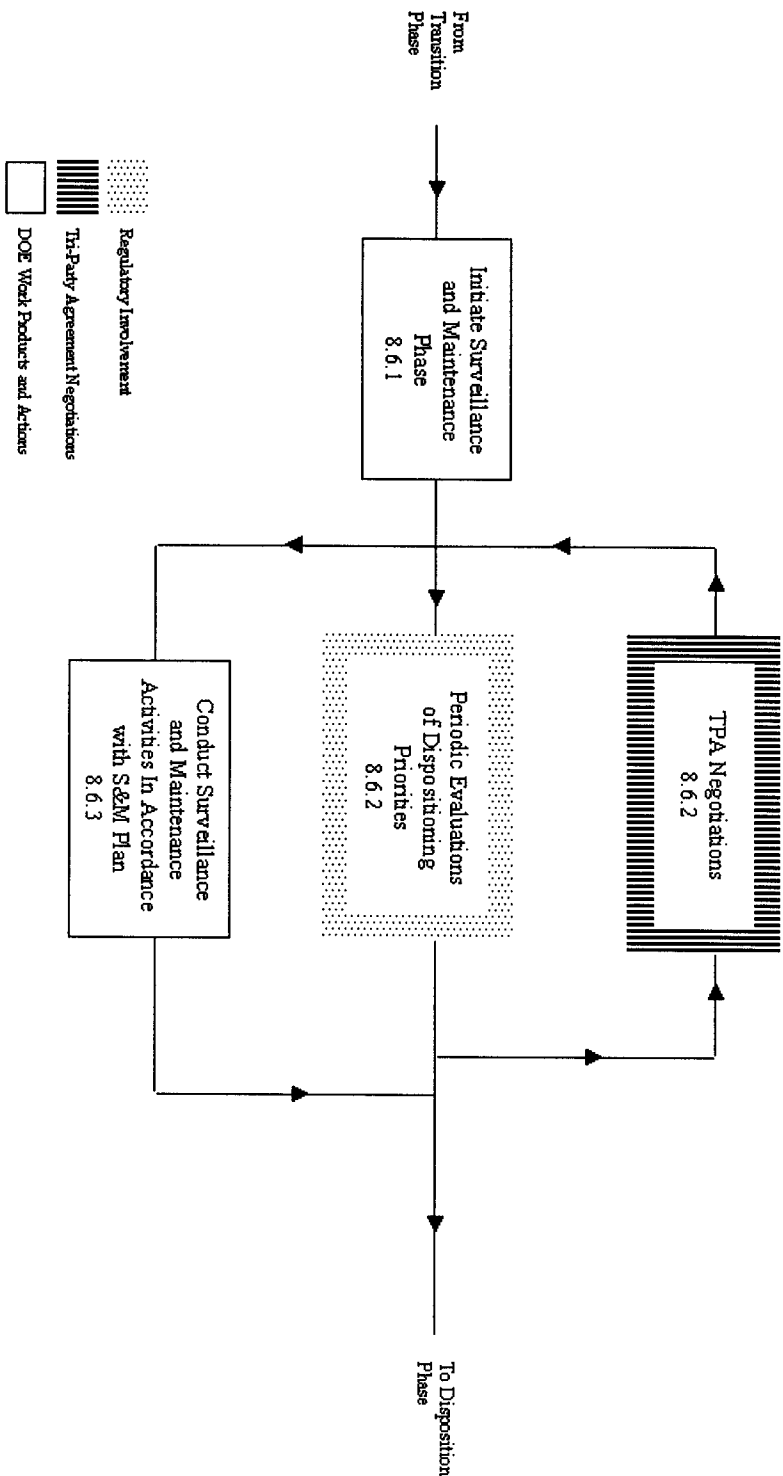 From
Transition
Phase
Initiate Surveillance
and Maintenance
Phase
8.6.1
TPA Negotiations
8.6.2
Periodic Evaluations
of Dispositioning
Priorities
8.6.2
Conduct Surveillance
and Maintenance
Activities In Accordance
with S&M Plan
8.6.3
To Disposition
Phase
Regulatory Involvement
Tri-Party Agreement Negotiations
DOE Work Products and Actions